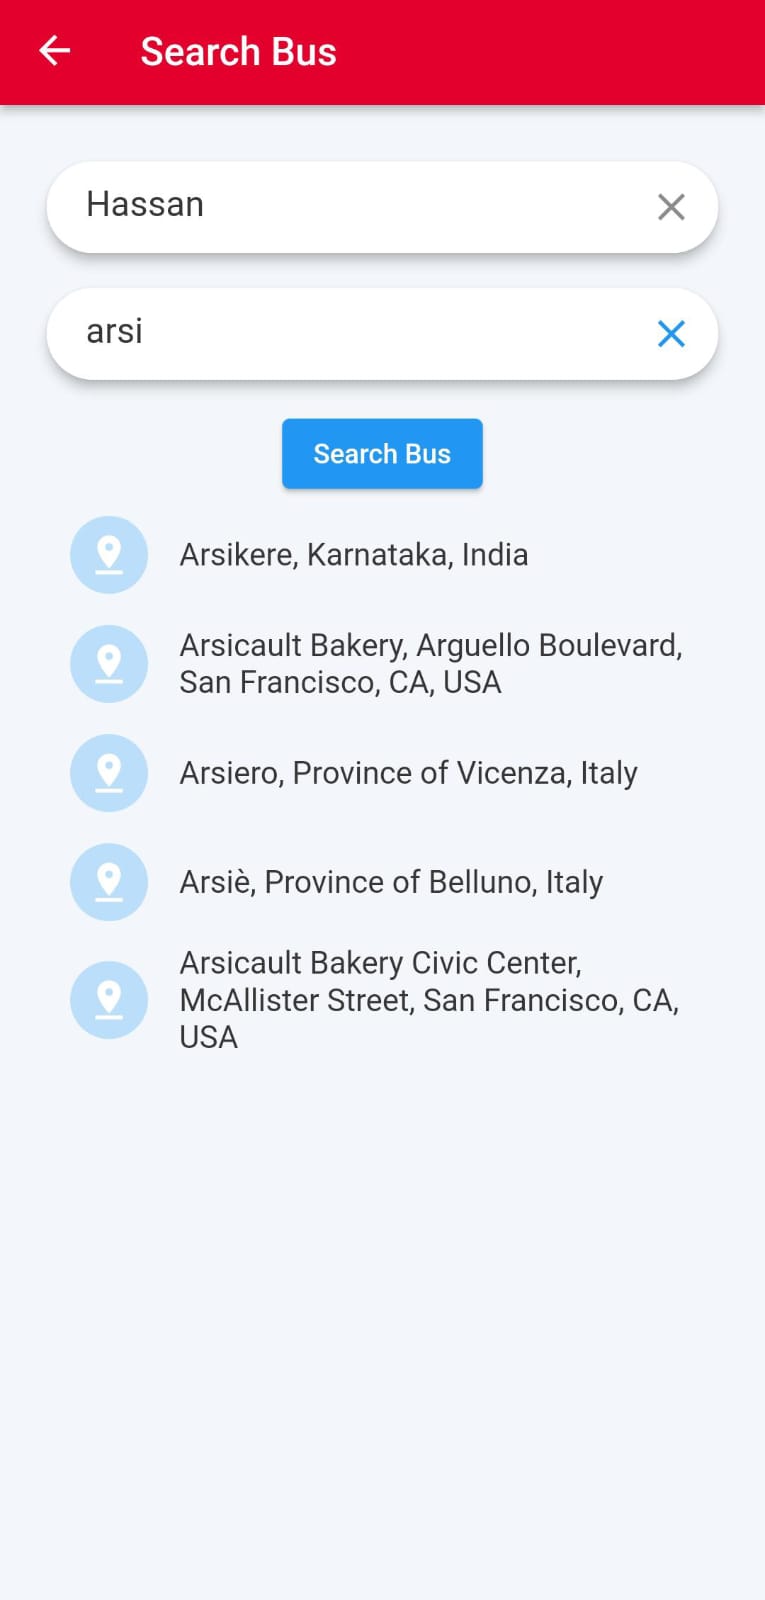 Search Bus
Hassan
arsi
Search Bus
Arsikere, Karnataka, India
Arsicault Bakery, Arguello Boulevard,
San Francisco, CA, USA
Arsiero, Province of Vicenza, Italy
Arsiè, Province of Belluno, Italy
Arsicault Bakery Civic Center,
McAllister Street, San Francisco, CA,
USA